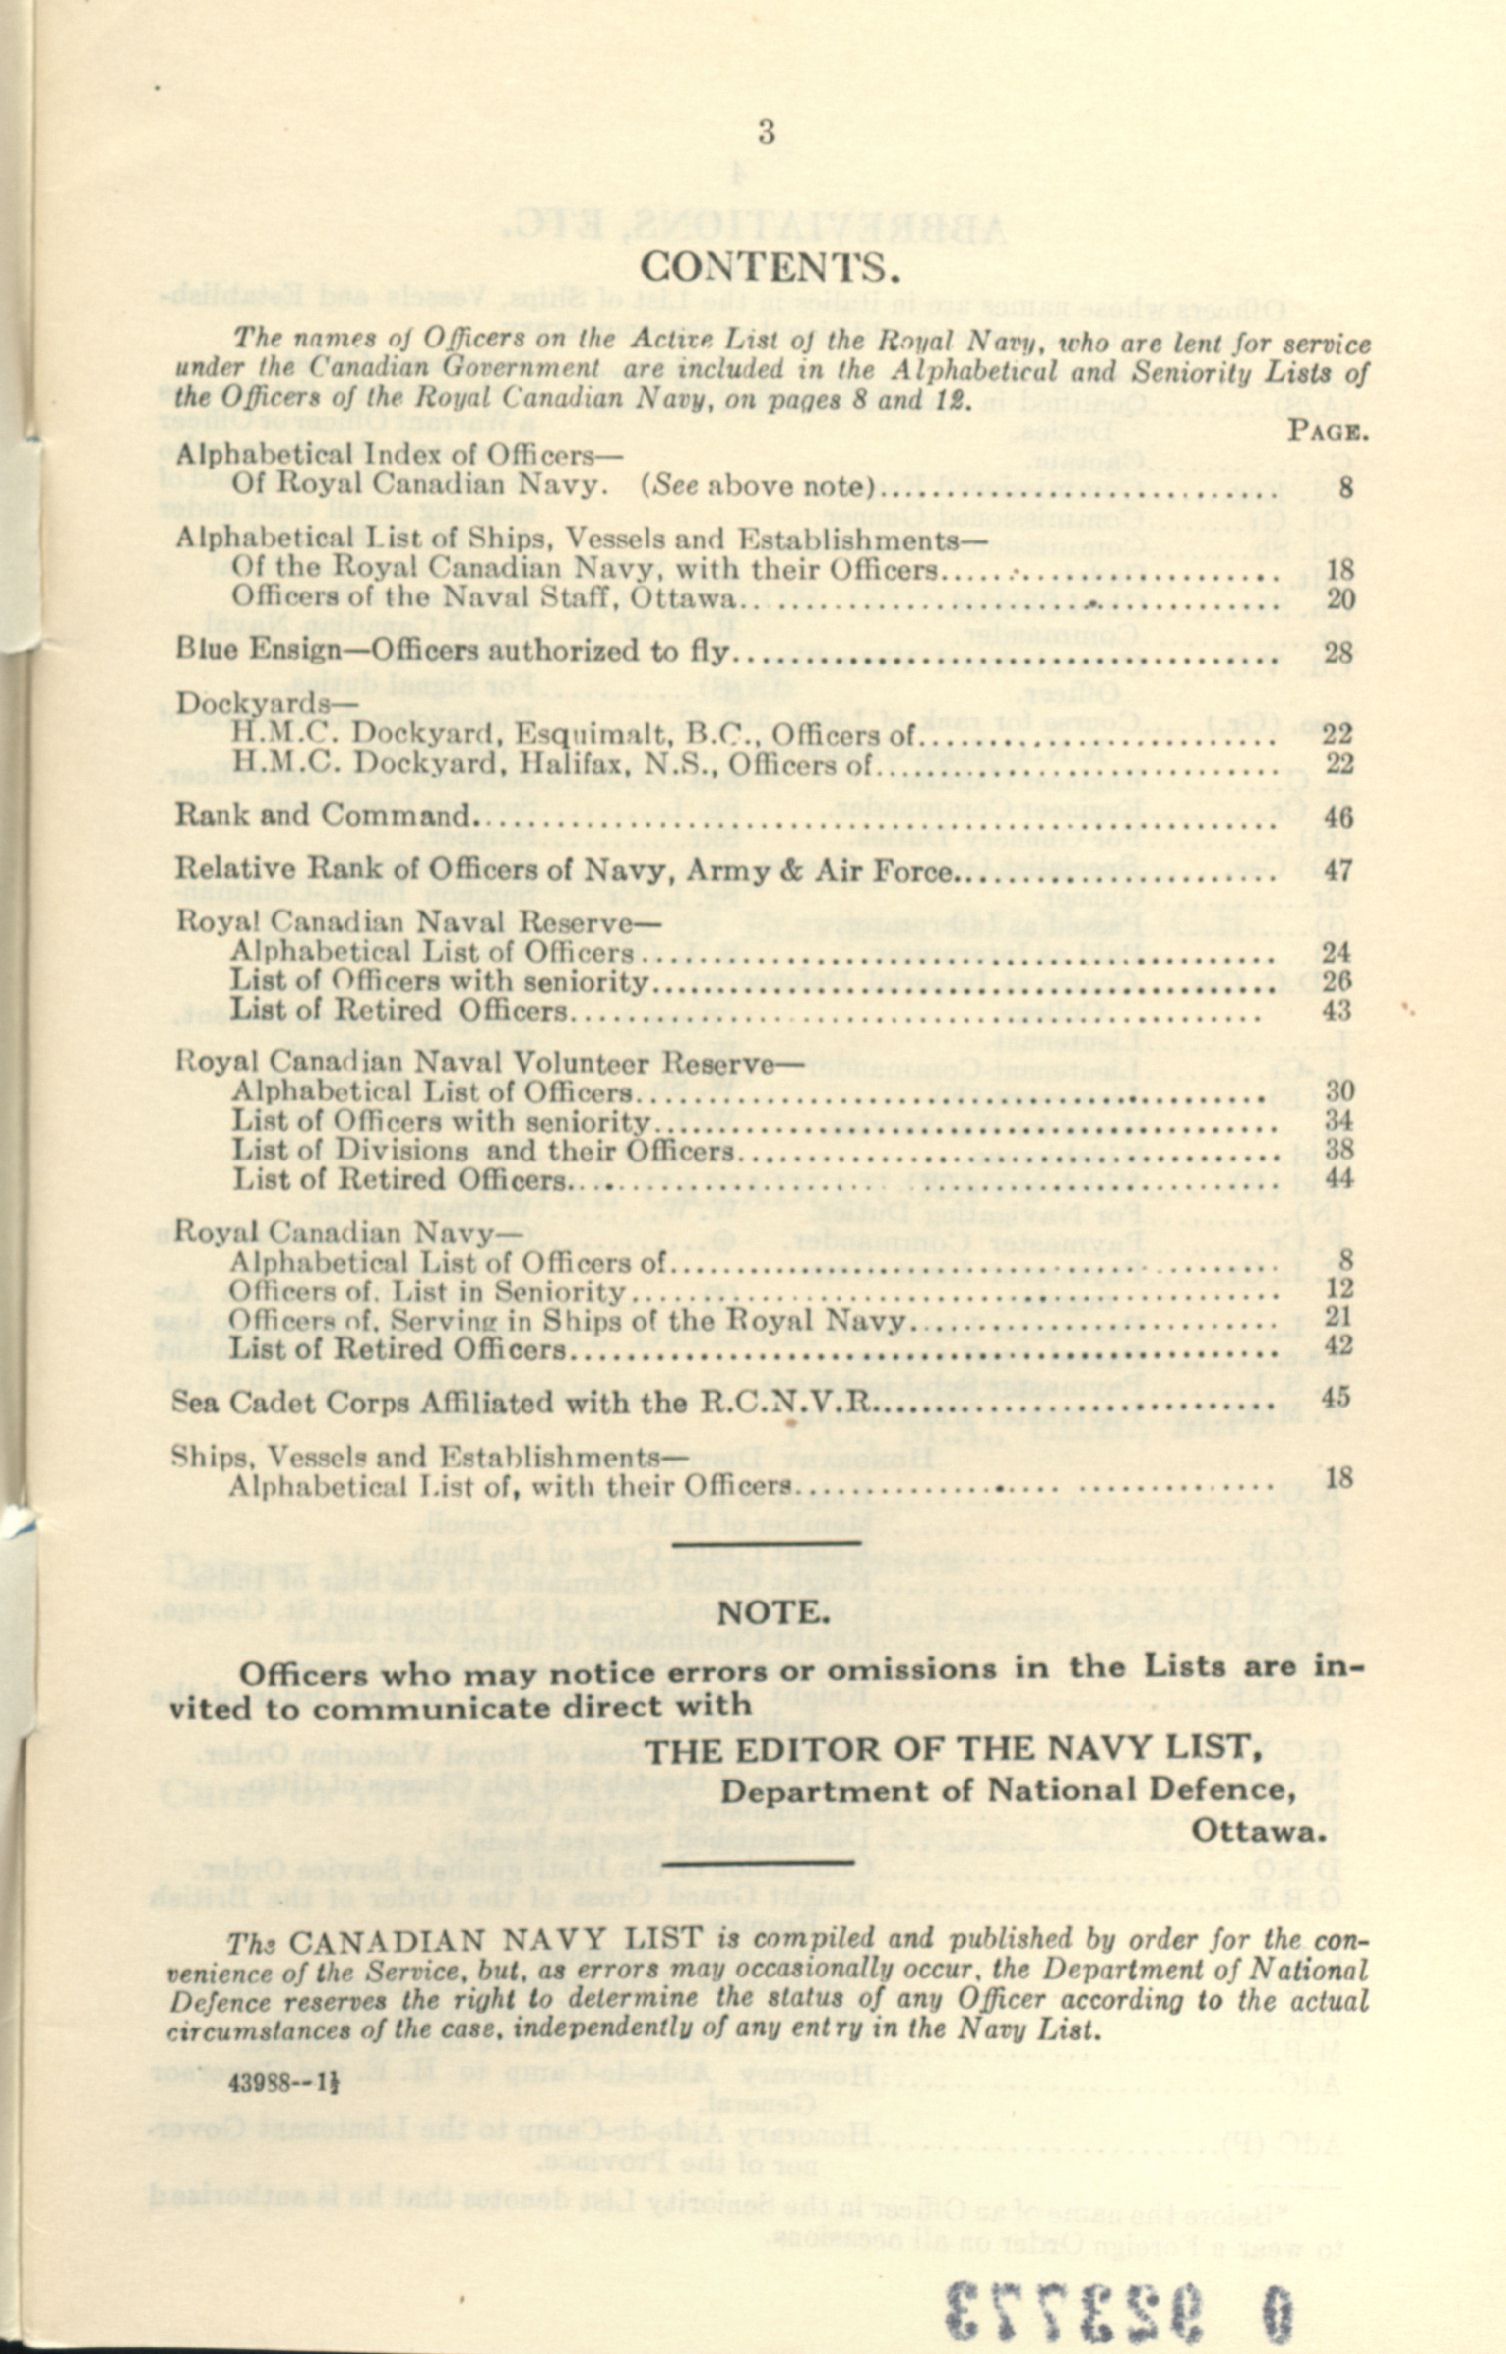 3
CONTENTS.
The names of Officers on the Active List of the Royal Navy, who are lent for service
under the Canadian Government are included in the Alphabetical and Seniority Lists of
the Officers of the Royal Canadian Navy, on pages 8 and 12.
PAGE.
Alphabetical Index of Officers—
Of Royal Canadian Navy. (See above note) 8
Alphabetical List of Ships, Vessels and Establishments—
Of the Royal Canadian Navy, with their Officers 18
Officers of the Naval Staff, Ottawa 20
Blue Ensign—Officers authorized to fly 28
Dockyards—
H.M.C. Dockyard, Esquimalt, B.C., Officers of 22
H.M.C. Dockyard, Halifax, N.S., Officers of 22
Rank and Command 46
Relative Rank of Officers of Navy, Army & Air Force 47
Royal Canadian Naval Reserve—
Alphabetical List of Officers 24
List of Officers with seniority 26
List of Retired Officers 43
Royal Canadian Naval Volunteer Reserve—
Alphabetical List of Officers 30
List of Officers with seniority 34
List of Divisions and their Officers 38
List of Retired Officers 44
Royal Canadian Navy—
Alphabetical List of Officers of 8
Officers of, List in Seniority 12
Officers of, Serving in Ships of the Royal Navy 21
List of Retired Officers 42
Sea Cadet Corps Affiliated with the R.C.N.V.R. 45
Ships, Vessels and Establishments—
Alphabetical List of, with their Officers 18
NOTE.
Officers who may notice errors or omissions in the Lists are in-
vited to communicate direct with
THE EDITOR OF THE NAVY LIST,
Department of National Defence,
Ottawa.
The CANADIAN NAVY LIST is compiled and published by order for the con-
venience of the Service, but, as errors may occasionally occur, the Department of National
Defence reserves the right to determine the status of any Officer according to the actual
circumstances of the case, independently of any entry in the Navy List.
43988--1½